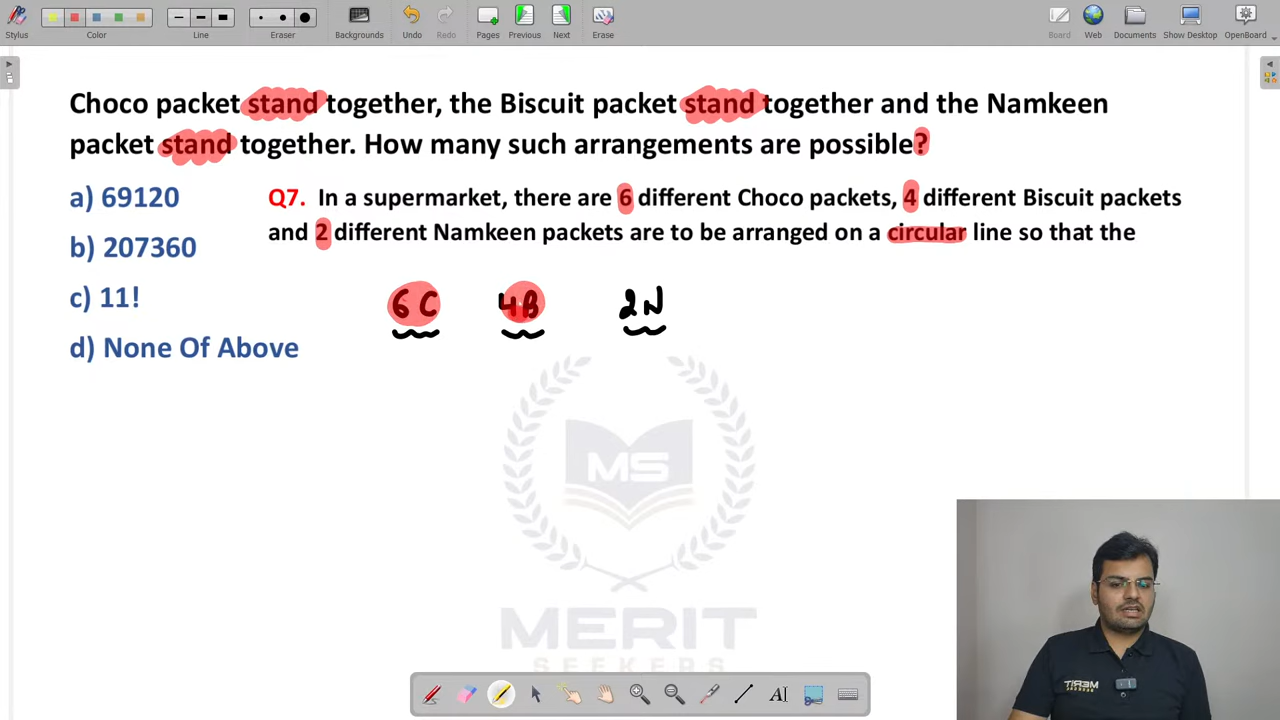 Stylus Color Line Eraser Backgrounds Undo Redo Pages Previous Next Erase Board Web Documents Show Desktop OpenBoard
Choco packet stand together, the Biscuit packet stand together and the Namkeen
packet stand together. How many such arrangements are possible?
a) 69120
b) 207360
c) 11!
d) None Of Above
Q7. In a supermarket, there are 6 different Choco packets, 4 different Biscuit packets
and 2 different Namkeen packets are to be arranged on a circular line so that the
6 C 4B 2N
MS
MERIT
SEEKERS
MERIT
SEEKERS
AI